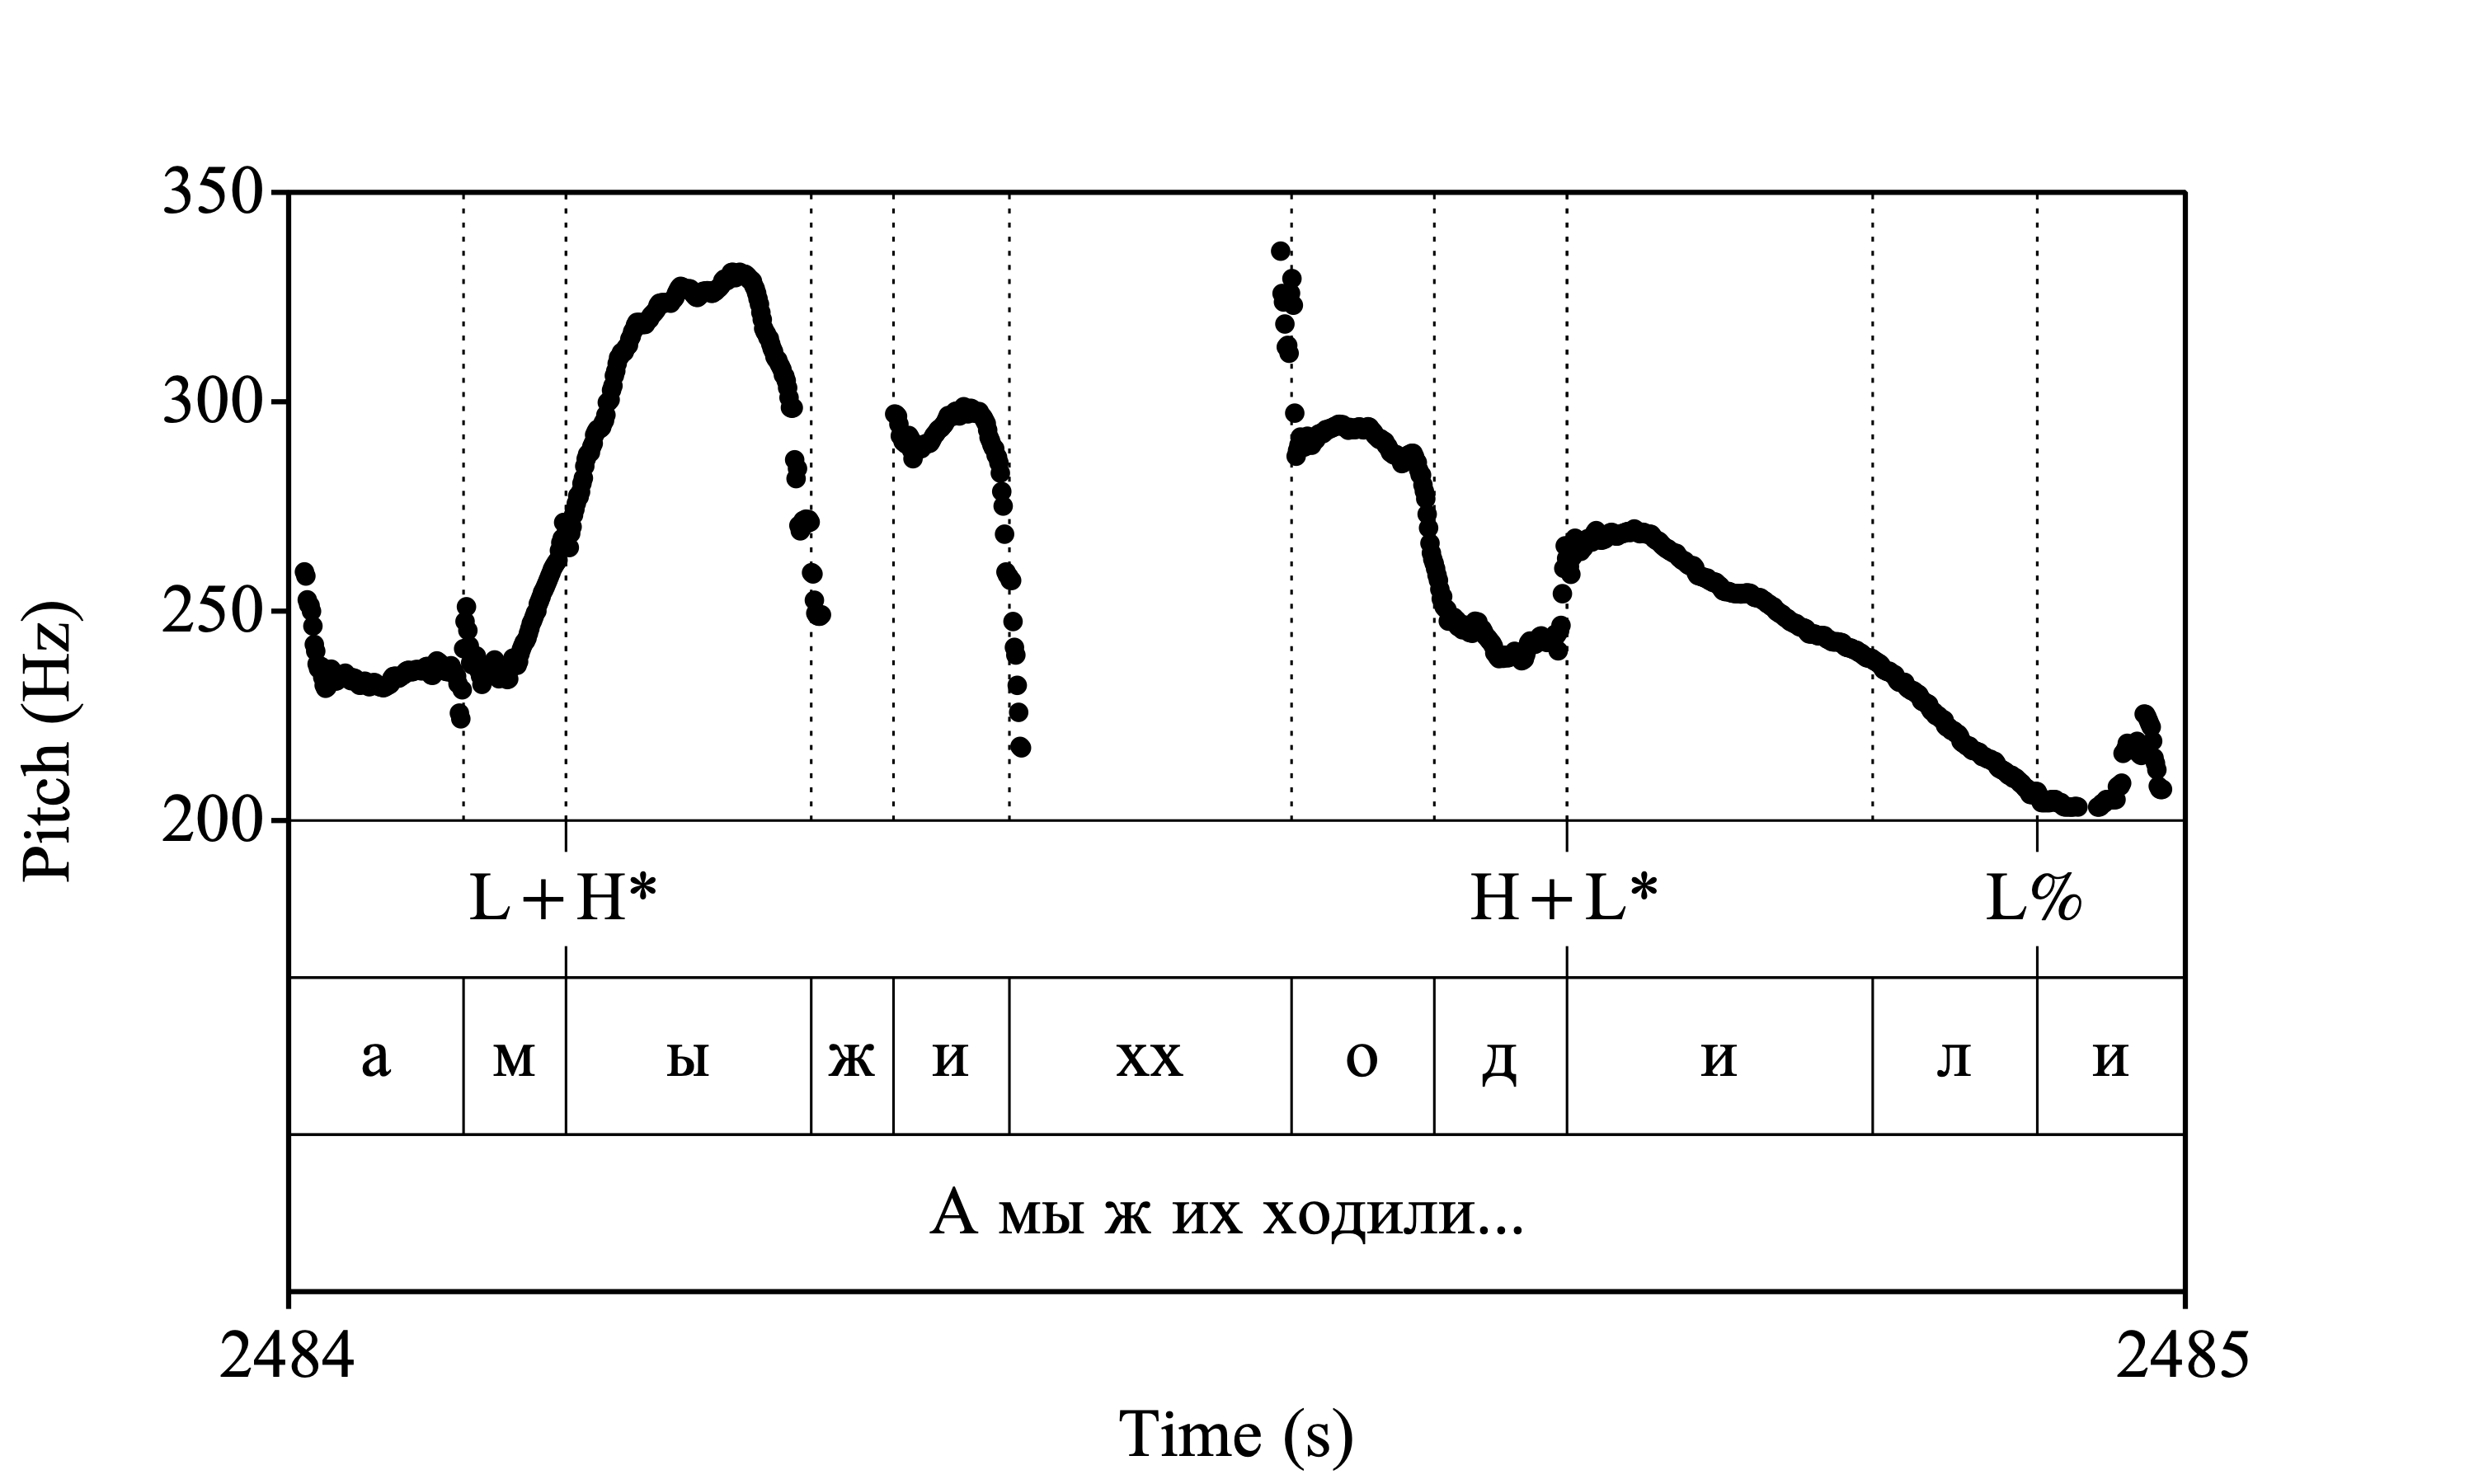 350
300
250
200
Pitch (Hz)
L+H* H+L* L%
а м ы ж и хх о д и л и
А мы ж их ходили...
2484 2485
Time (s)